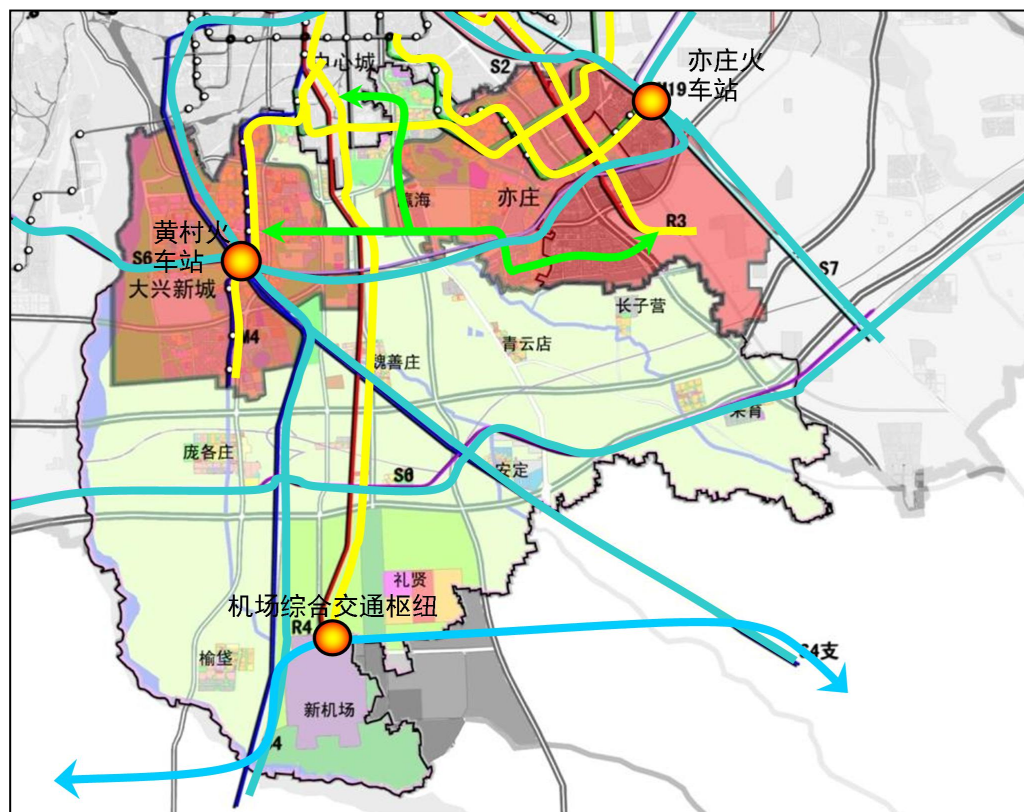 中心城
S2
亦庄火
车站
瀛海
亦庄
R3
黄村火
车站
S6
大兴新城
S7
长子营
M4
青云店
魏善庄
采育
庞各庄
S6
安定
礼贤
机场综合交通枢纽
R4
榆垡
S4支
新机场